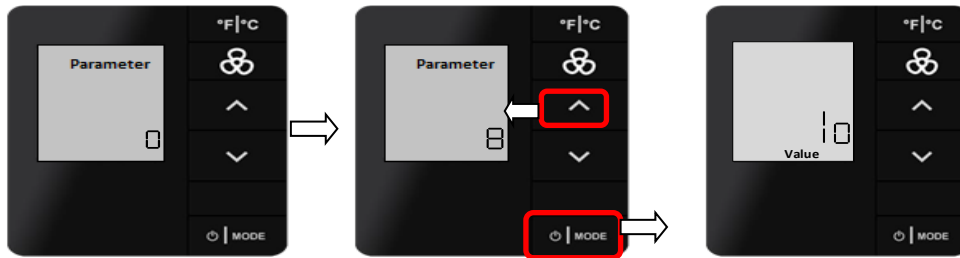 °F|°C
Parameter
0
⏻ | MODE
°F|°C
Parameter
8
⏻ | MODE
°F|°C
10
Value
⏻ | MODE